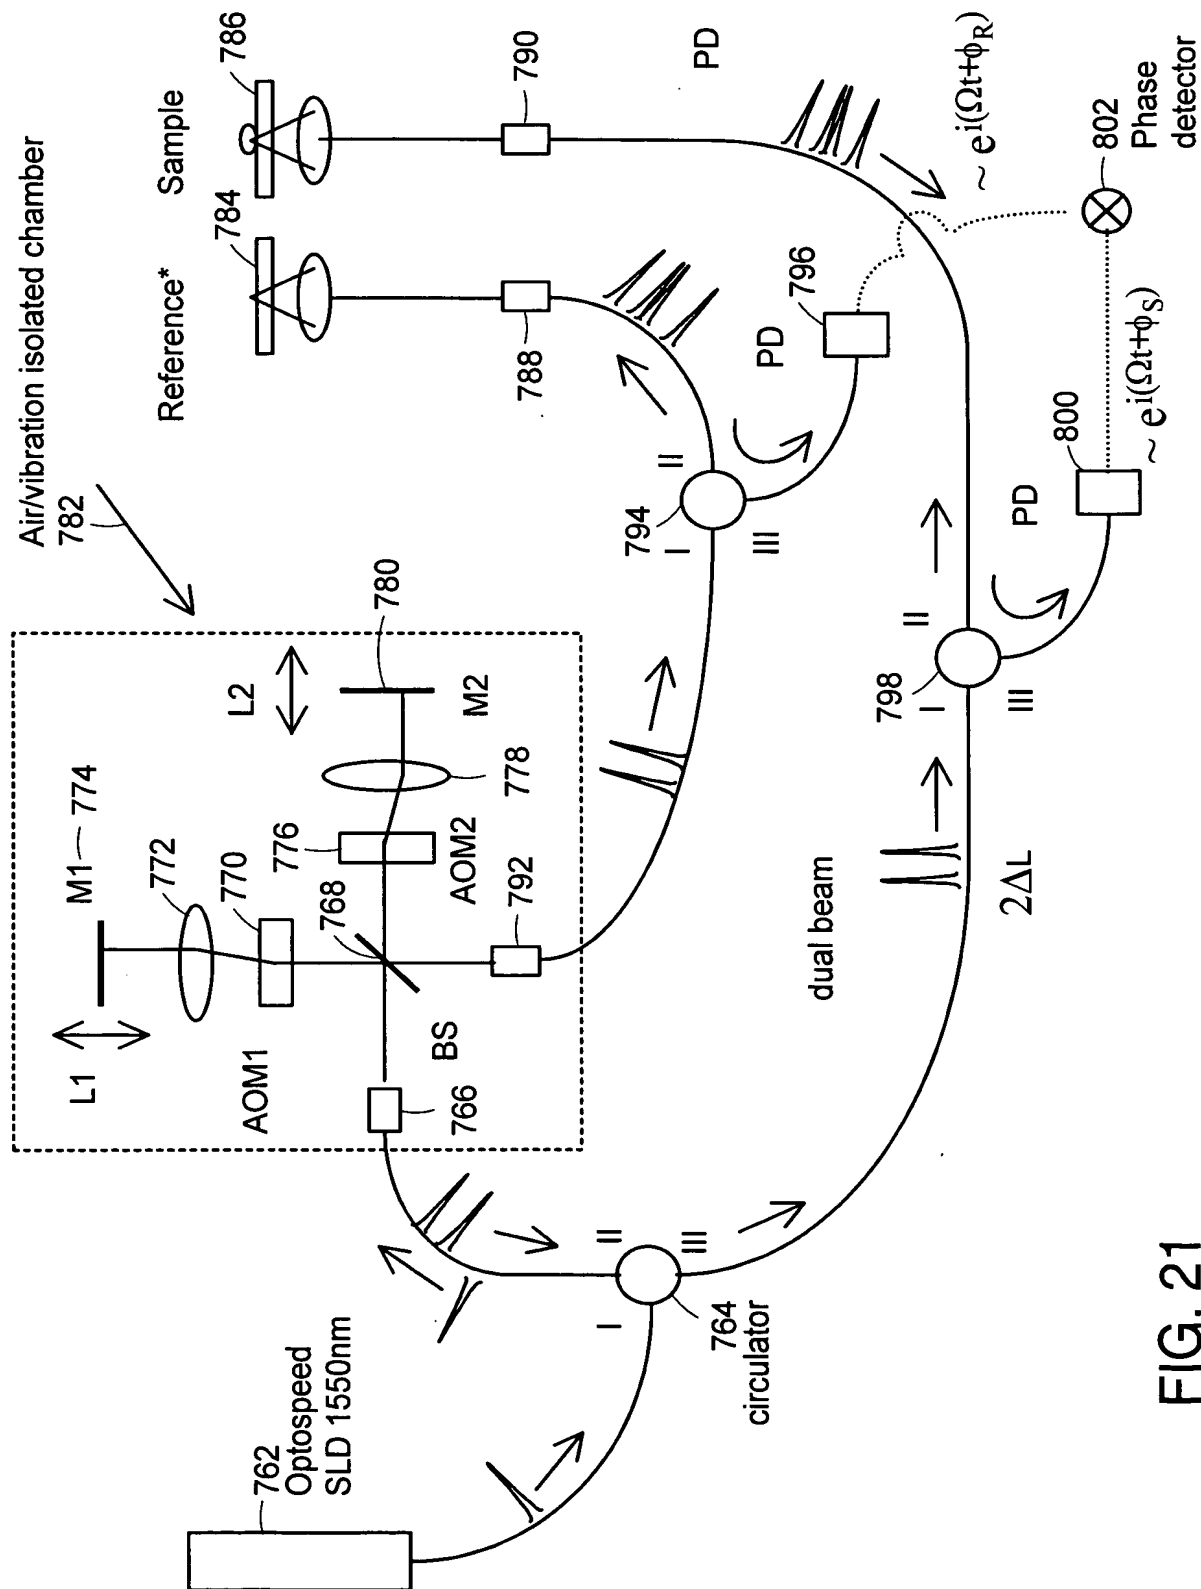 Air/vibration isolated chamber
782
L1
M1
774
772
770
AOM1
L2
780
M2
778
776
AOM2
768
BS
766
792
Reference*
784
Sample
786
788
790
PD
762
Optospeed
SLD 1550nm
I
II
III
764
circulator
794
I
II
III
PD
796
dual beam
2ΔL
798
I
II
III
PD
800
~ e^i(Ωt+ϕ_R)
~ e^i(Ωt+ϕ_S)
802
Phase
detector
FIG. 21